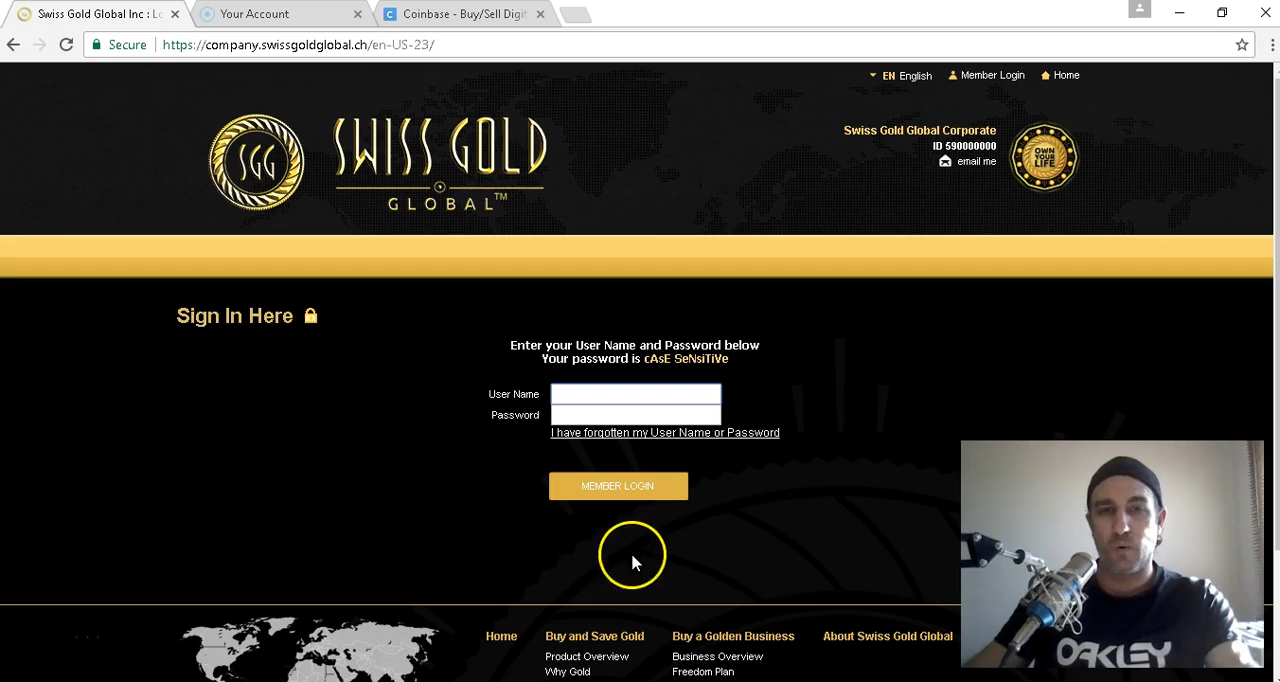 Swiss Gold Global Inc : Lo
Your Account
Coinbase - Buy/Sell Digit
Secure
https://company.swissgoldglobal.ch/en-US-23/
EN English
Member Login
Home
SGG
SWISS GOLD
GLOBAL™
Swiss Gold Global Corporate
ID 590000000
email me
OWN
YOUR
LIFE
Sign In Here
Enter your User Name and Password below
Your password is cAsE SeNsiTiVe
User Name
Password
I have forgotten my User Name or Password
MEMBER LOGIN
OAKLEY
Home
Buy and Save Gold
Buy a Golden Business
About Swiss Gold Global
Product Overview
Business Overview
Why Gold
Freedom Plan